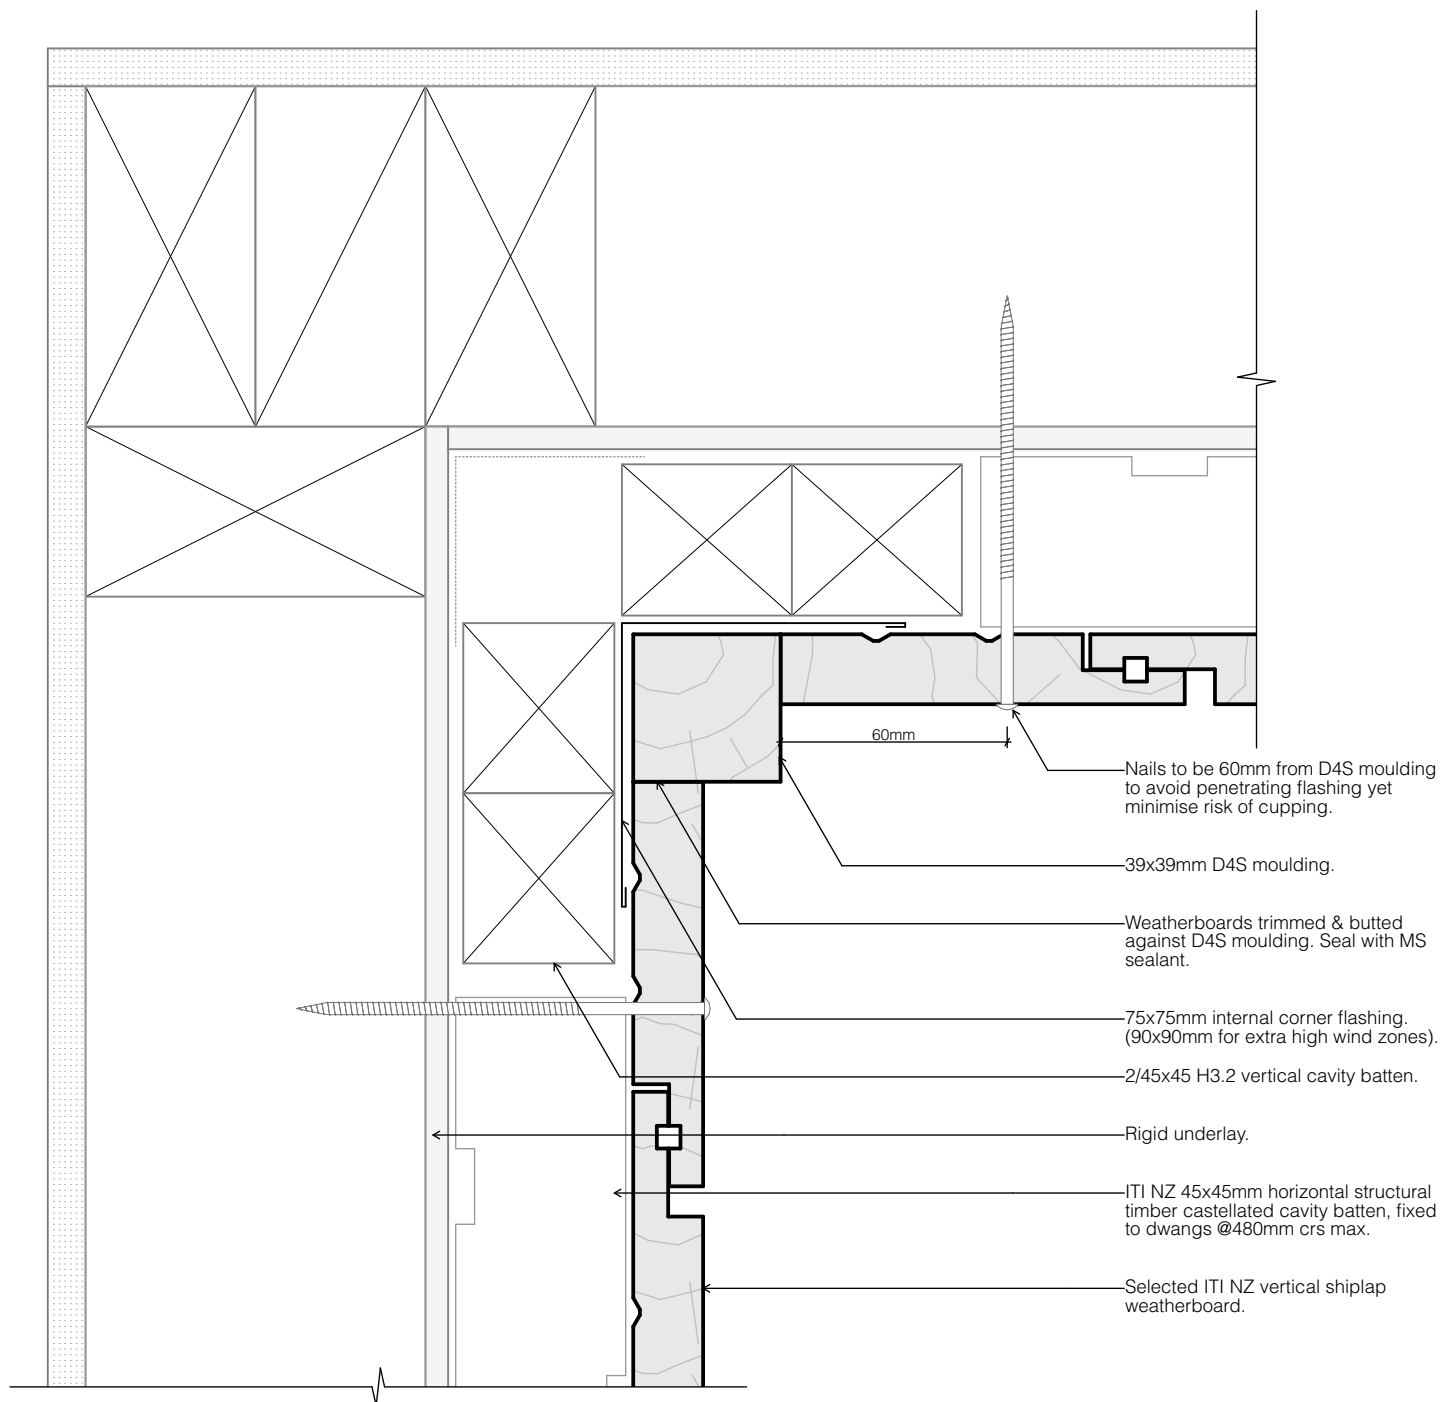 60mm
Nails to be 60mm from D4S moulding
to avoid penetrating flashing yet
minimise risk of cupping.
39x39mm D4S moulding.
Weatherboards trimmed & butted
against D4S moulding. Seal with MS
sealant.
75x75mm internal corner flashing.
(90x90mm for extra high wind zones).
2/45x45 H3.2 vertical cavity batten.
Rigid underlay.
ITI NZ 45x45mm horizontal structural
timber castellated cavity batten, fixed
to dwangs @480mm crs max.
Selected ITI NZ vertical shiplap
weatherboard.